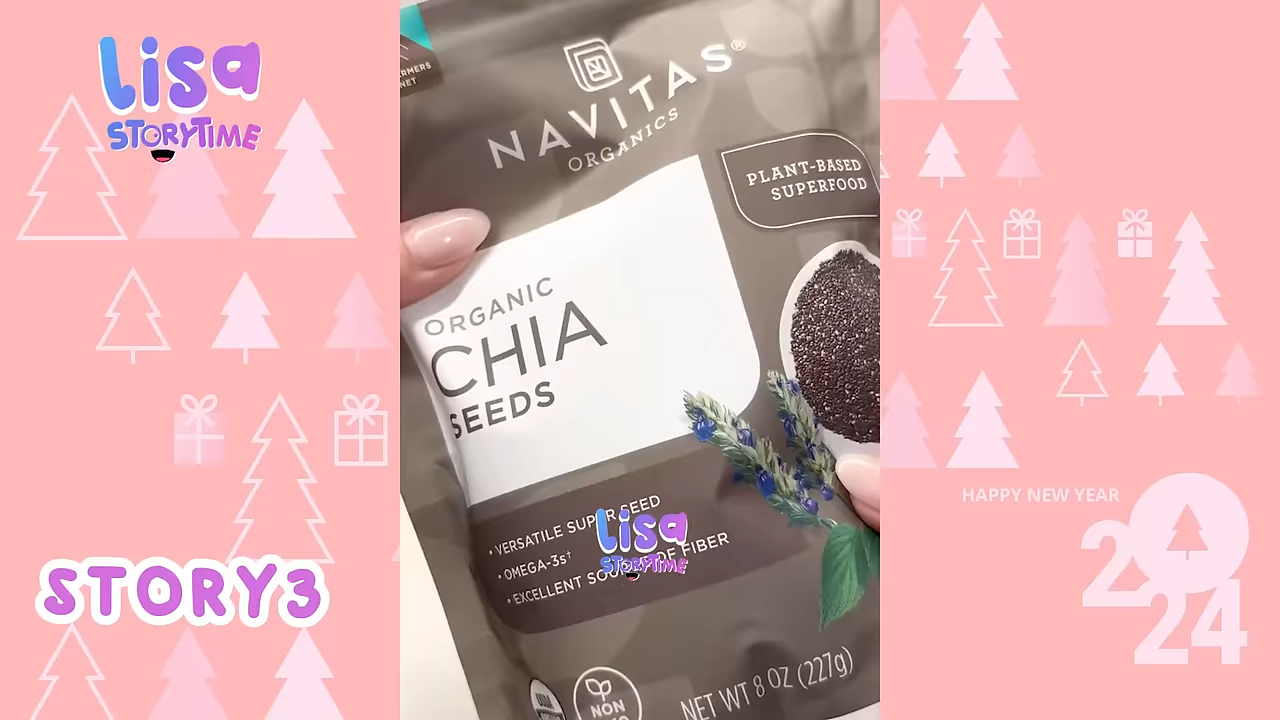 Lisa
STORYTIME
NAVITAS®
ORGANICS
PLANT-BASED
SUPERFOOD
ORGANIC
CHIA
SEEDS
• VERSATILE SUPER SEED
• OMEGA-3s†
• EXCELLENT SOURCE OF FIBER
Lisa
STORYTIME
NON
NET WT 8 OZ (227g)
STORY3
HAPPY NEW YEAR
2024